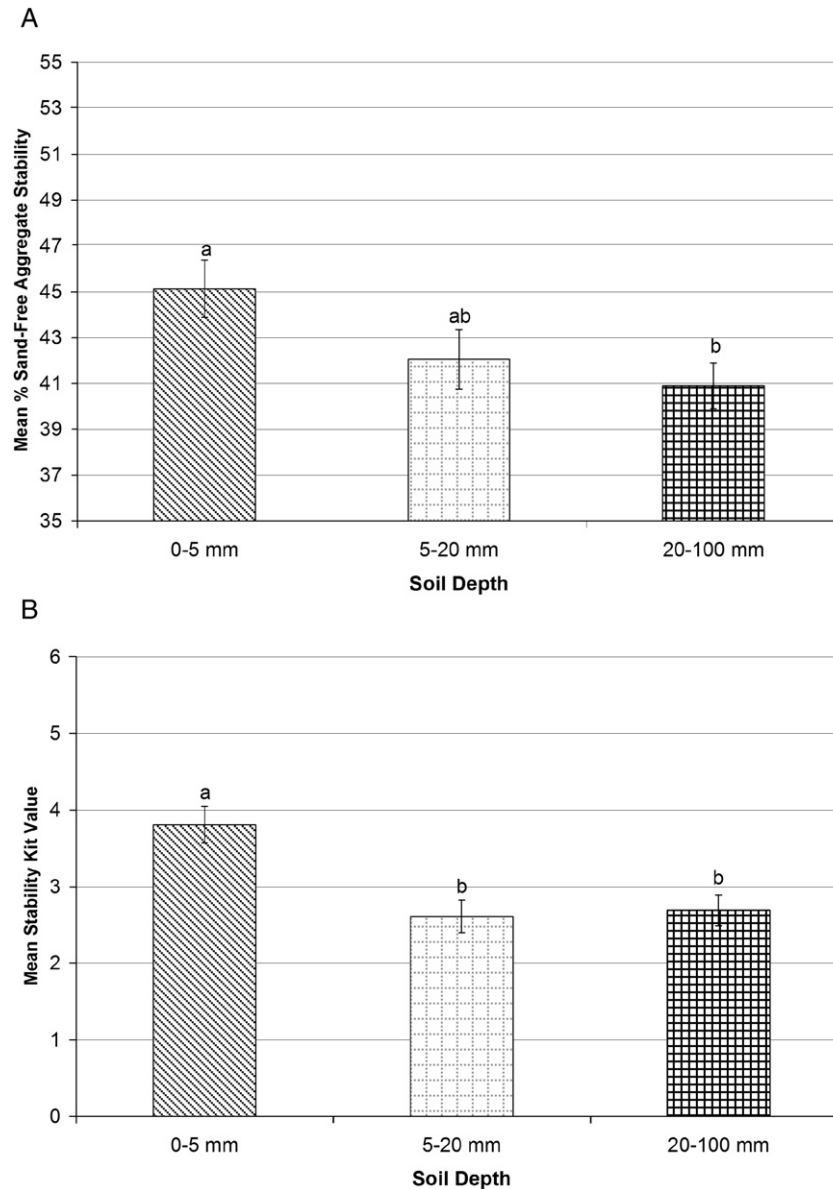 A
Mean % Sand-Free Aggregate Stability
55
53
51
49
47
45
43
41
39
37
35
a
ab
b
0-5 mm 5-20 mm 20-100 mm
Soil Depth
B
Mean Stability Kit Value
6
5
4
3
2
1
0
a
b
b
0-5 mm 5-20 mm 20-100 mm
Soil Depth